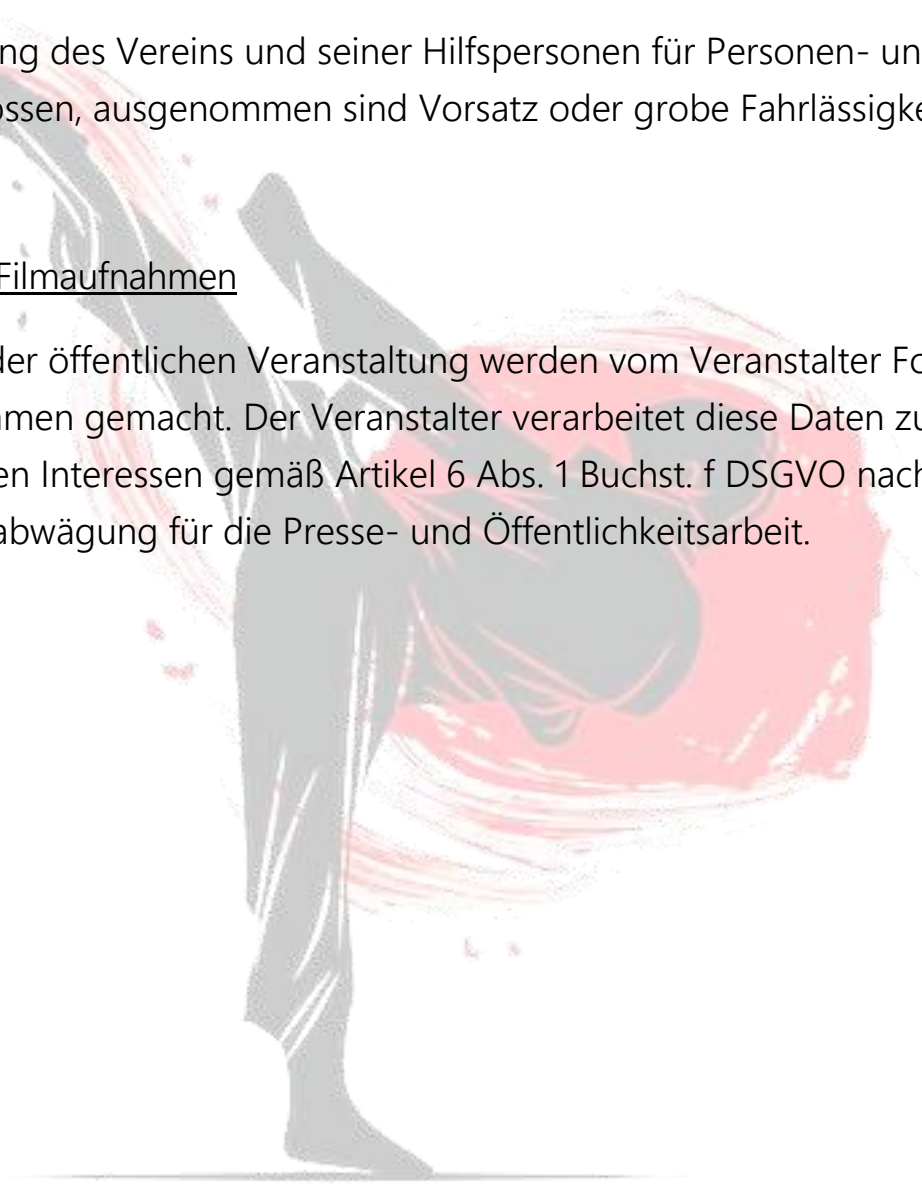 ng des Vereins und seiner Hilfspersonen für Personen- un
ossen, ausgenommen sind Vorsatz oder grobe Fahrlässigke
Filmaufnahmen
der öffentlichen Veranstaltung werden vom Veranstalter Fo
men gemacht. Der Veranstalter verarbeitet diese Daten zu
en Interessen gemäß Artikel 6 Abs. 1 Buchst. f DSGVO nach
abwägung für die Presse- und Öffentlichkeitsarbeit.